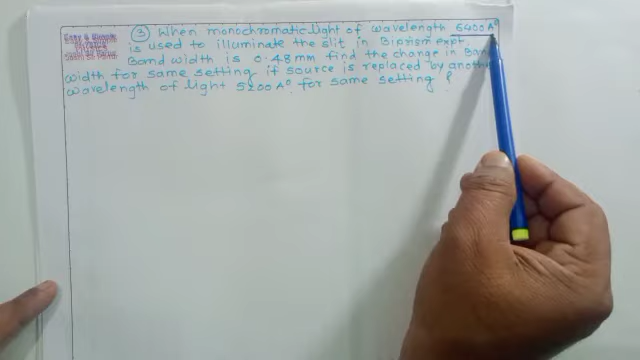 ③ When monochromatic light of wavelength 5400 A°
is used to illuminate the slit in Biprism expt
Band width is 0.48mm find the change in Band
width for same setting if source is replaced by anoth
wavelength of light 5200 A° for same setting ?